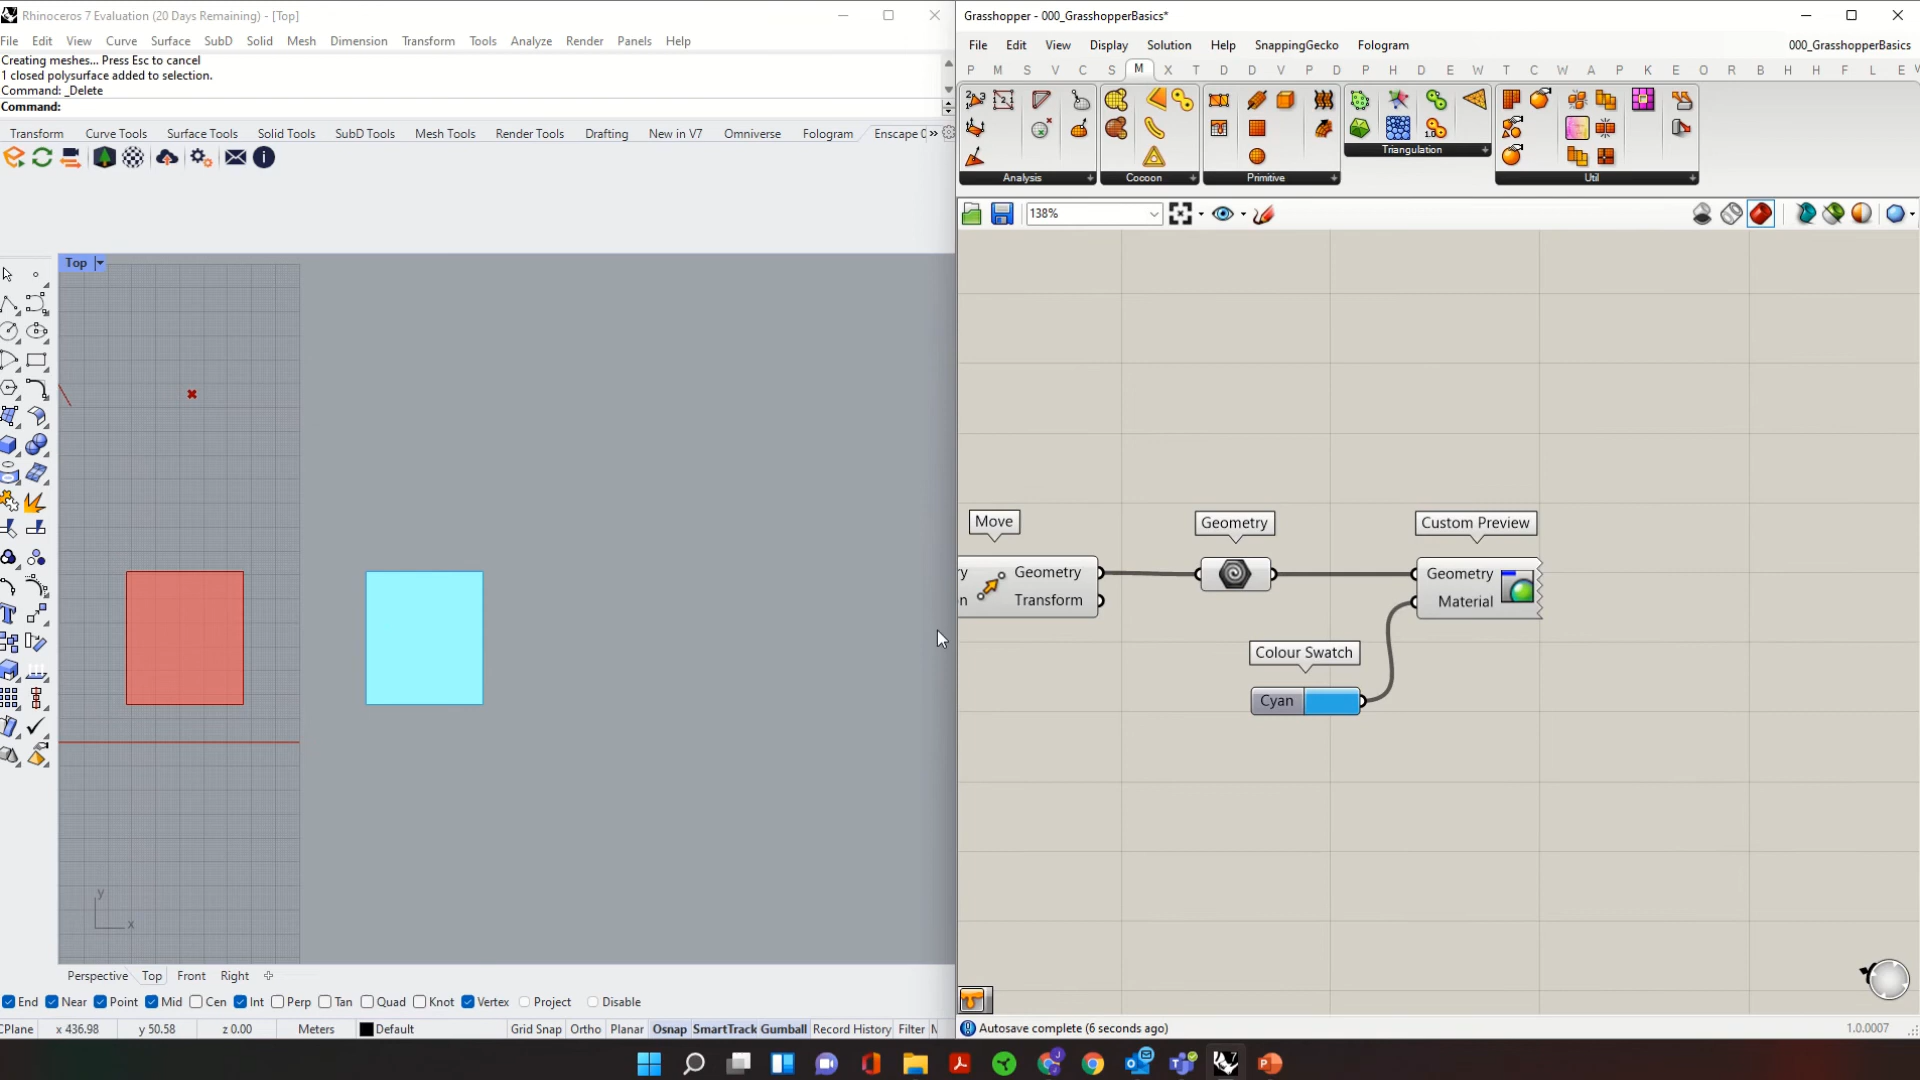 Rhinoceros 7 Evaluation (20 Days Remaining) - [Top]
File Edit View Curve Surface SubD Solid Mesh Dimension Transform Tools Analyze Render Panels Help
Creating meshes... Press Esc to cancel
1 closed polysurface added to selection.
Command: _Delete
Command:
Transform Curve Tools Surface Tools Solid Tools SubD Tools Mesh Tools Render Tools Drafting New in V7 Omniverse Fologram Enscape
Top
y
x
Perspective Top Front Right
End Near Point Mid Cen Int Perp Tan Quad Knot Vertex Project Disable
CPlane x 436.98 y 50.58 z 0.00 Meters Default Grid Snap Ortho Planar Osnap SmartTrack Gumball Record History Filter
Grasshopper - 000_GrasshopperBasics*
File Edit View Display Solution Help SnappingGecko Fologram 000_GrasshopperBasics
P M S V C S M X T D D V P D P H D E W T C W A P K E O R B H H F L E
Analysis Cocoon Primitive Triangulation Util
138%
Move Geometry Custom Preview
ry Geometry Geometry
on Transform Material
Colour Swatch
Cyan
Autosave complete (6 seconds ago) 1.0.0007